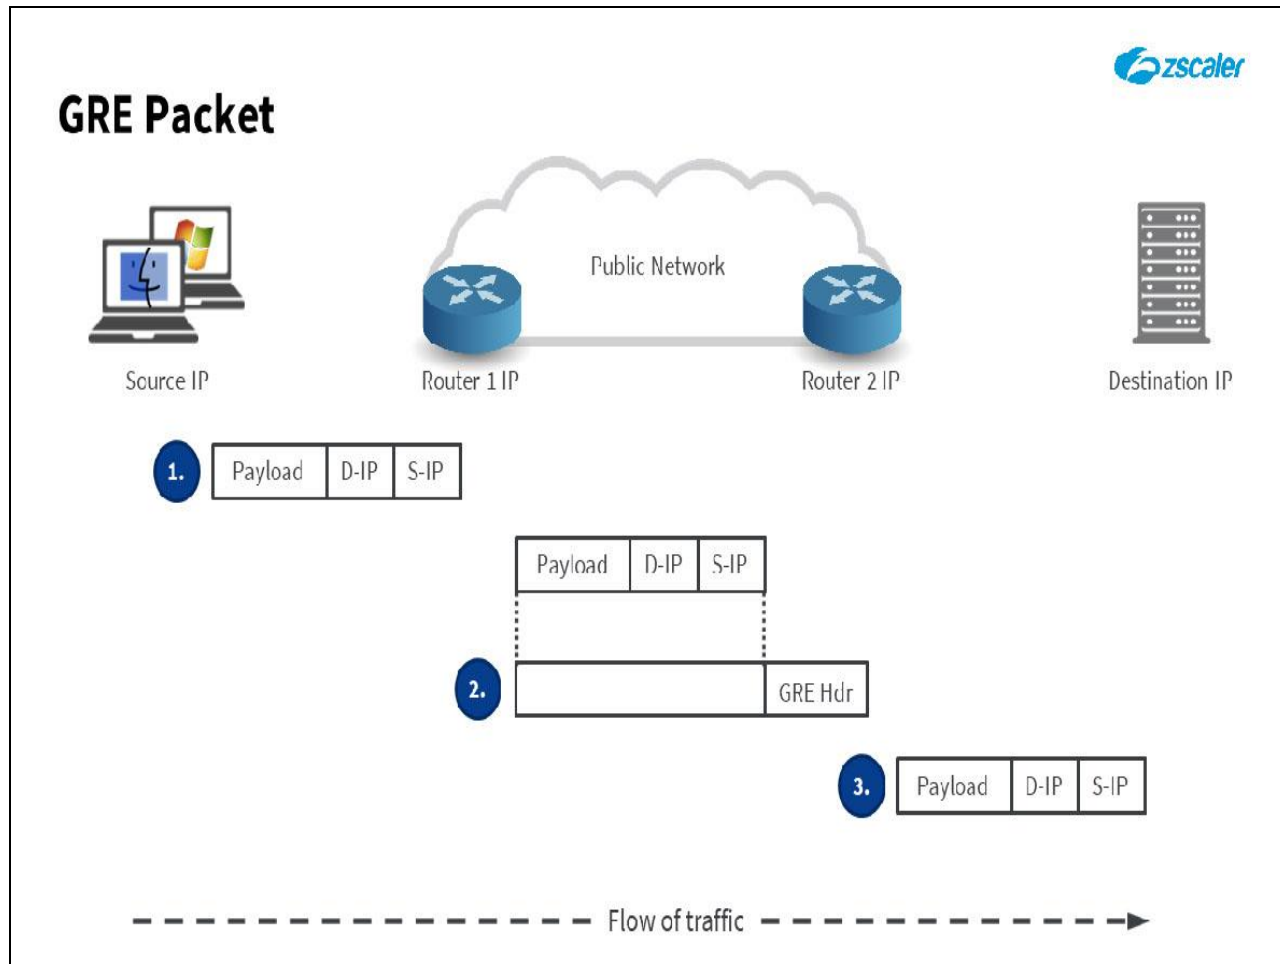 zscaler
GRE Packet
Public Network
Source IP
Router 1 IP
Router 2 IP
Destination IP
1.
Payload
D-IP
S-IP
Payload
D-IP
S-IP
2.
GRE Hdr
3.
Payload
D-IP
S-IP
Flow of traffic